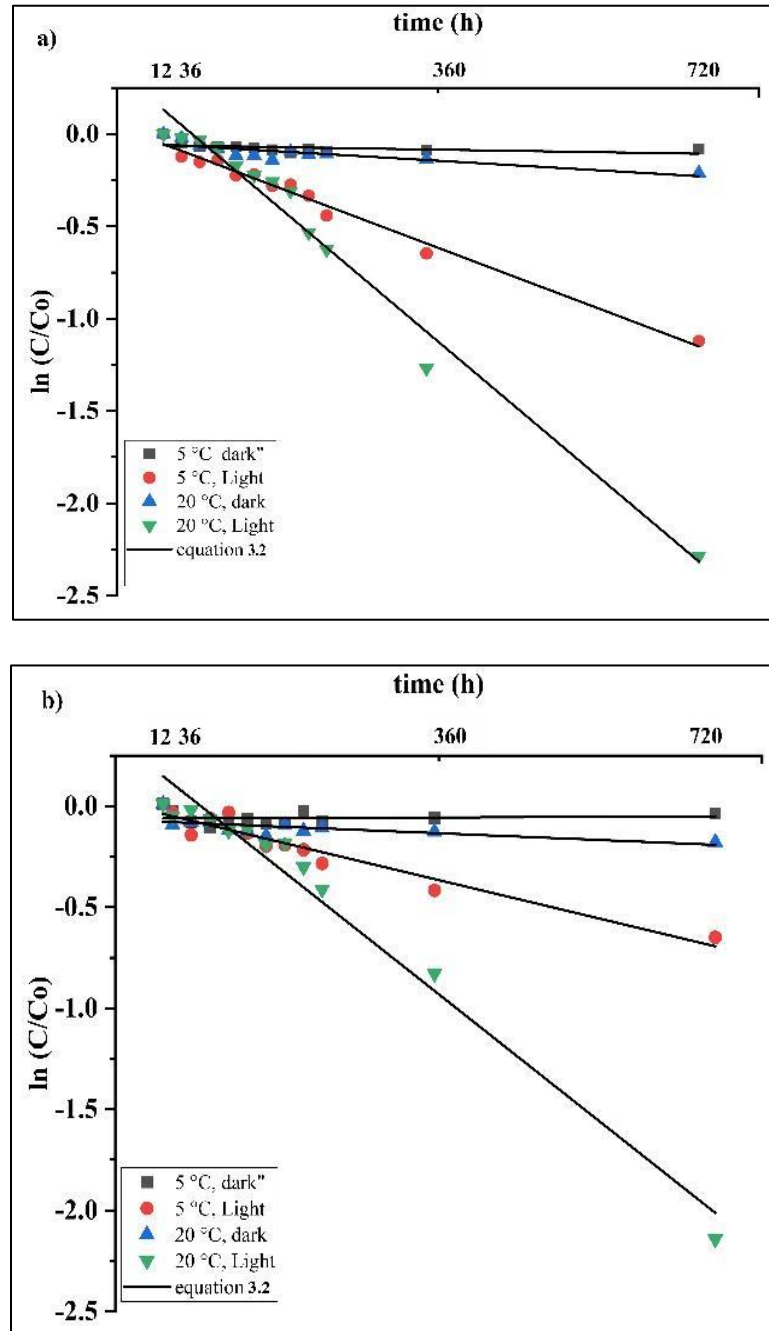 a)
time (h)
12 36 360 720
0.0
-0.5
-1.0
-1.5
-2.0
-2.5
ln (C/Co)
5 °C dark"
5 °C, Light
20 °C, dark
20 °C, Light
equation 3.2
b)
time (h)
12 36 360 720
0.0
-0.5
-1.0
-1.5
-2.0
-2.5
ln (C/Co)
5 °C, dark"
5 °C, Light
20 °C, dark
20 °C, Light
equation 3.2